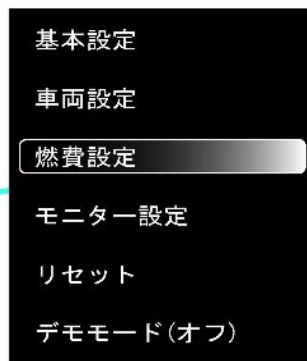 基本設定
車両設定
燃費設定
モニター設定
リセット
デモモード(オフ)